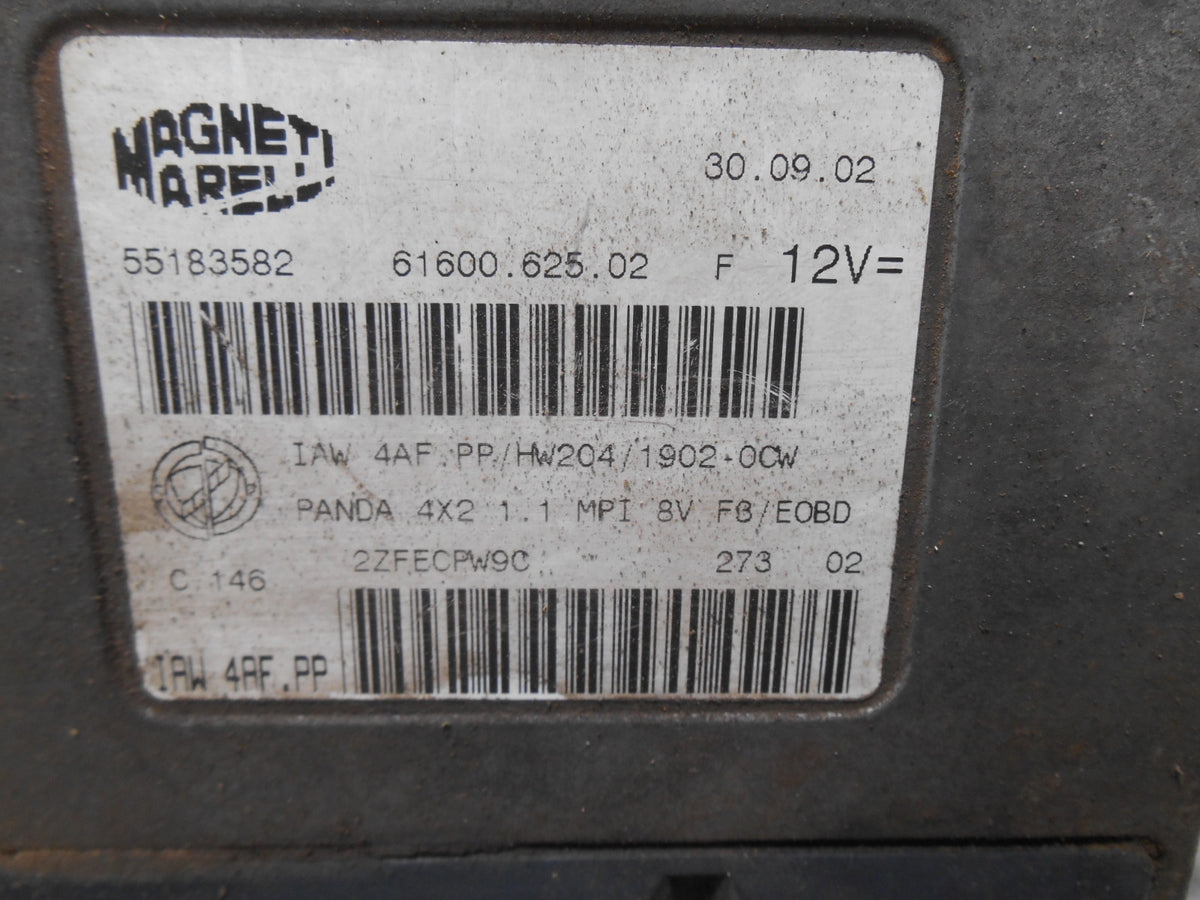 MAGNETI
MARELLI
30.09.02
55183582 61600.625.02 F 12V=
IAW 4AF.PP/HW204/1902-0CW
PANDA 4X2 1.1 MPI 8V F3/EOBD
2ZFECPW9C 273 02
C 146
IAW 4AF.PP